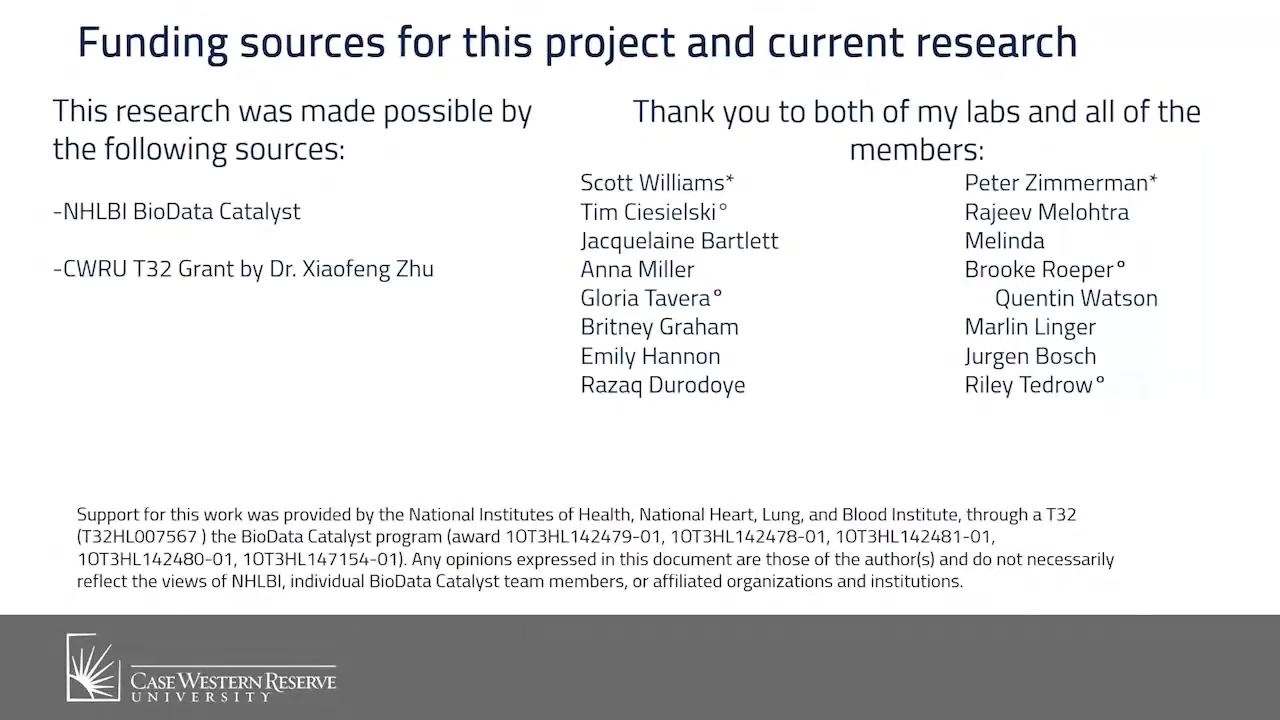 Funding sources for this project and current research
This research was made possible by
the following sources:
-NHLBI BioData Catalyst
-CWRU T32 Grant by Dr. Xiaofeng Zhu
Thank you to both of my labs and all of the
members:
Scott Williams*
Tim Ciesielski°
Jacquelaine Bartlett
Anna Miller
Gloria Tavera°
Britney Graham
Emily Hannon
Razaq Durodoye
Peter Zimmerman*
Rajeev Melohtra
Melinda
Brooke Roeper°
Quentin Watson
Marlin Linger
Jurgen Bosch
Riley Tedrow°
Support for this work was provided by the National Institutes of Health, National Heart, Lung, and Blood Institute, through a T32
(T32HL007567 ) the BioData Catalyst program (award 1OT3HL142479-01, 1OT3HL142478-01, 1OT3HL142481-01,
1OT3HL142480-01, 1OT3HL147154-01). Any opinions expressed in this document are those of the author(s) and do not necessarily
reflect the views of NHLBI, individual BioData Catalyst team members, or affiliated organizations and institutions.
CASE WESTERN RESERVE
UNIVERSITY